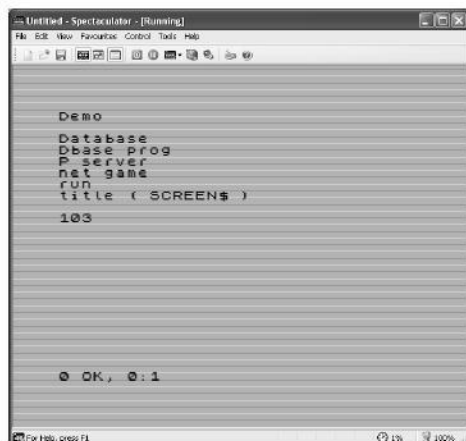 Untitled - Spectaculator - [Running]
File Edit View Favourites Control Tools Help
Demo
Database
Dbase prog
P server
net game
run
title ( SCREEN$ )
103
0 OK, 0:1
For Help, press F1
1% 100%